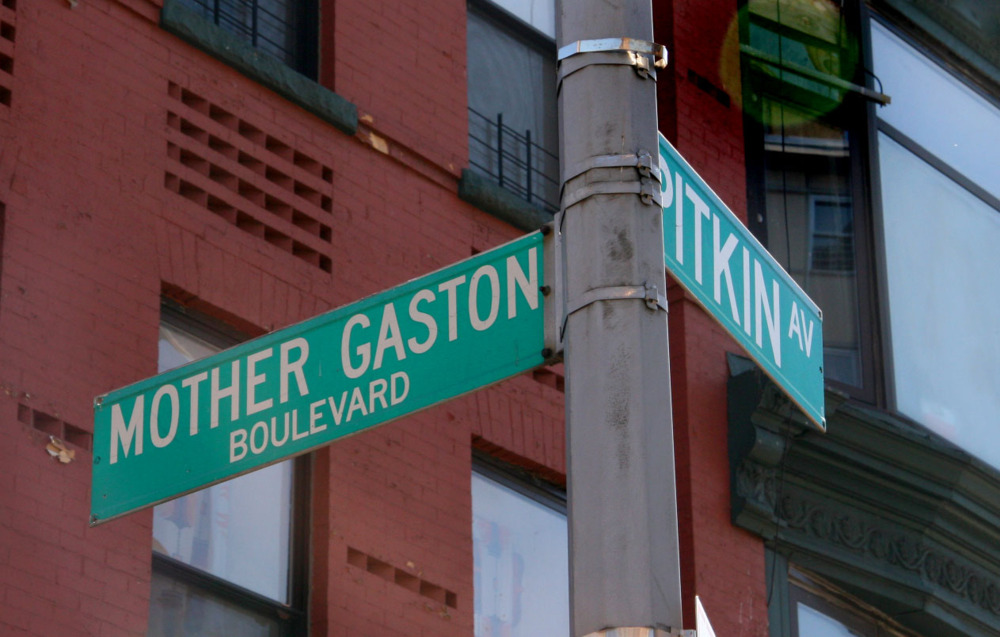 MOTHER GASTON
BOULEVARD
PITKIN AV